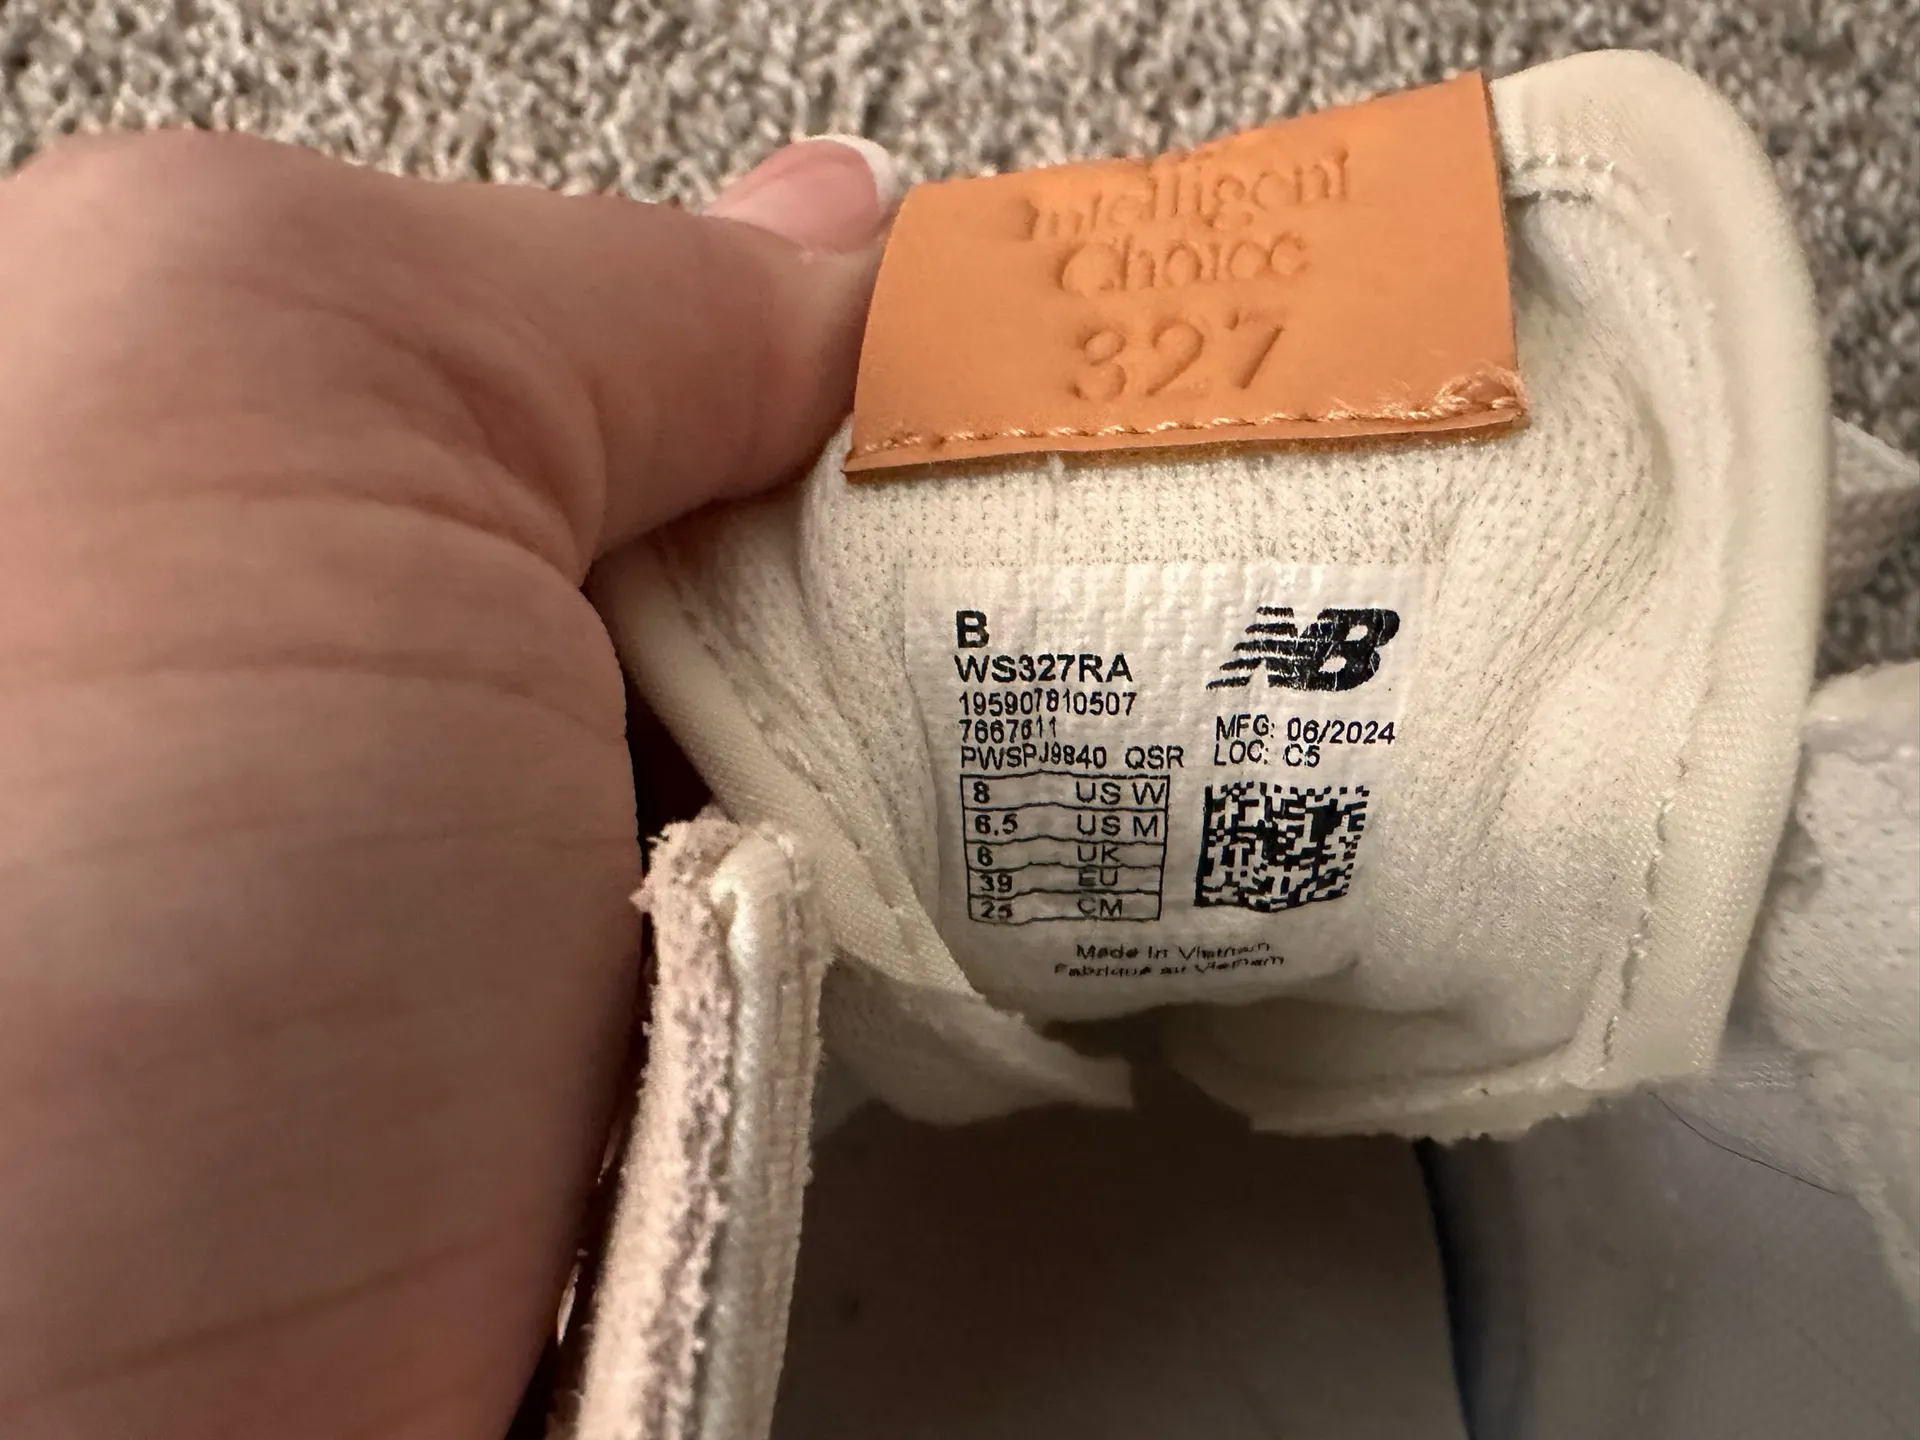 Intelligent
Choice
327
B
WS327RA
195907810507
7667611
PWSPJ9840 QSR
NB
MFG: 06/2024
LOC: C5
8 US W
6.5 US M
6 UK
39 EU
25 CM
Made in Vietnam
Fabriqué au Vietnam